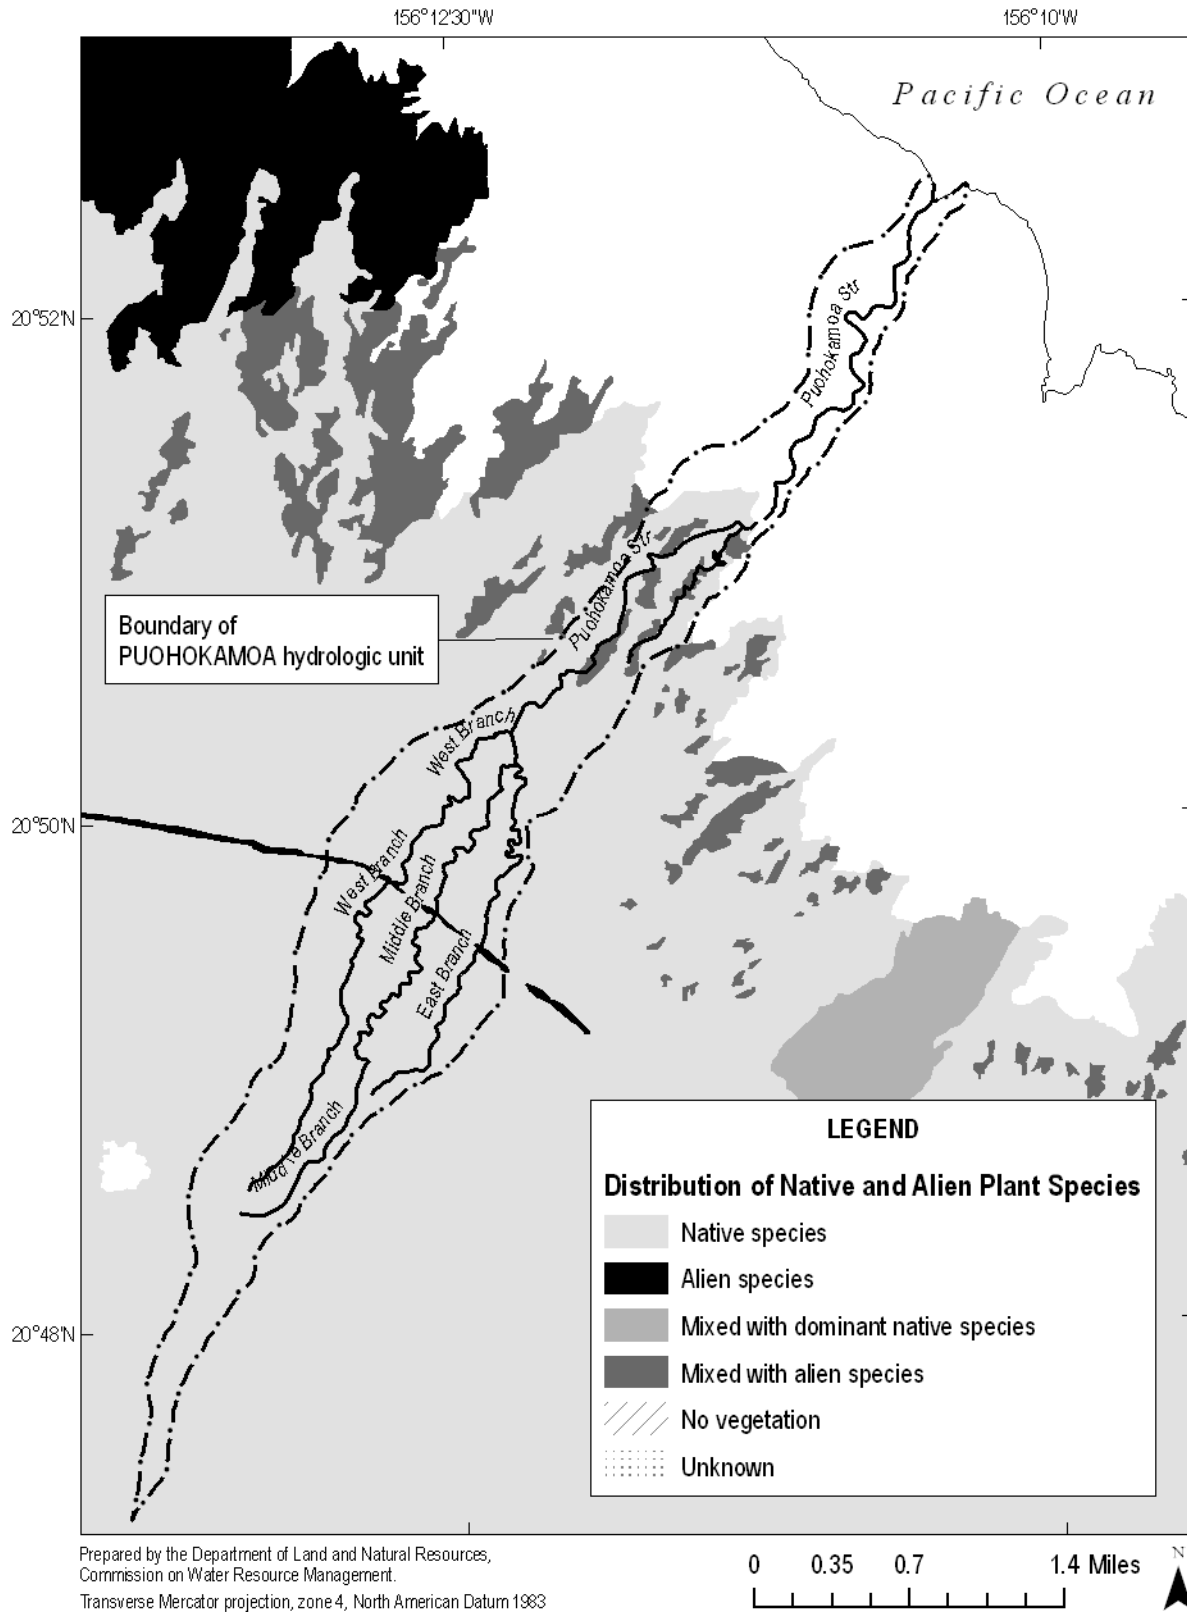 156°12'30"W
156°10'W
Pacific Ocean
20°52'N
Puohokamoa Str
Puohokamoa Str
Boundary of
PUOHOKAMOA hydrologic unit
West Branch
20°50'N
West Branch
Middle Branch
East Branch
Middle Branch
LEGEND
Distribution of Native and Alien Plant Species
Native species
Alien species
20°48'N
Mixed with dominant native species
Mixed with alien species
No vegetation
Unknown
Prepared by the Department of Land and Natural Resources,
Commission on Water Resource Management.
Transverse Mercator projection, zone 4, North American Datum 1983
0 0.35 0.7 1.4 Miles
N